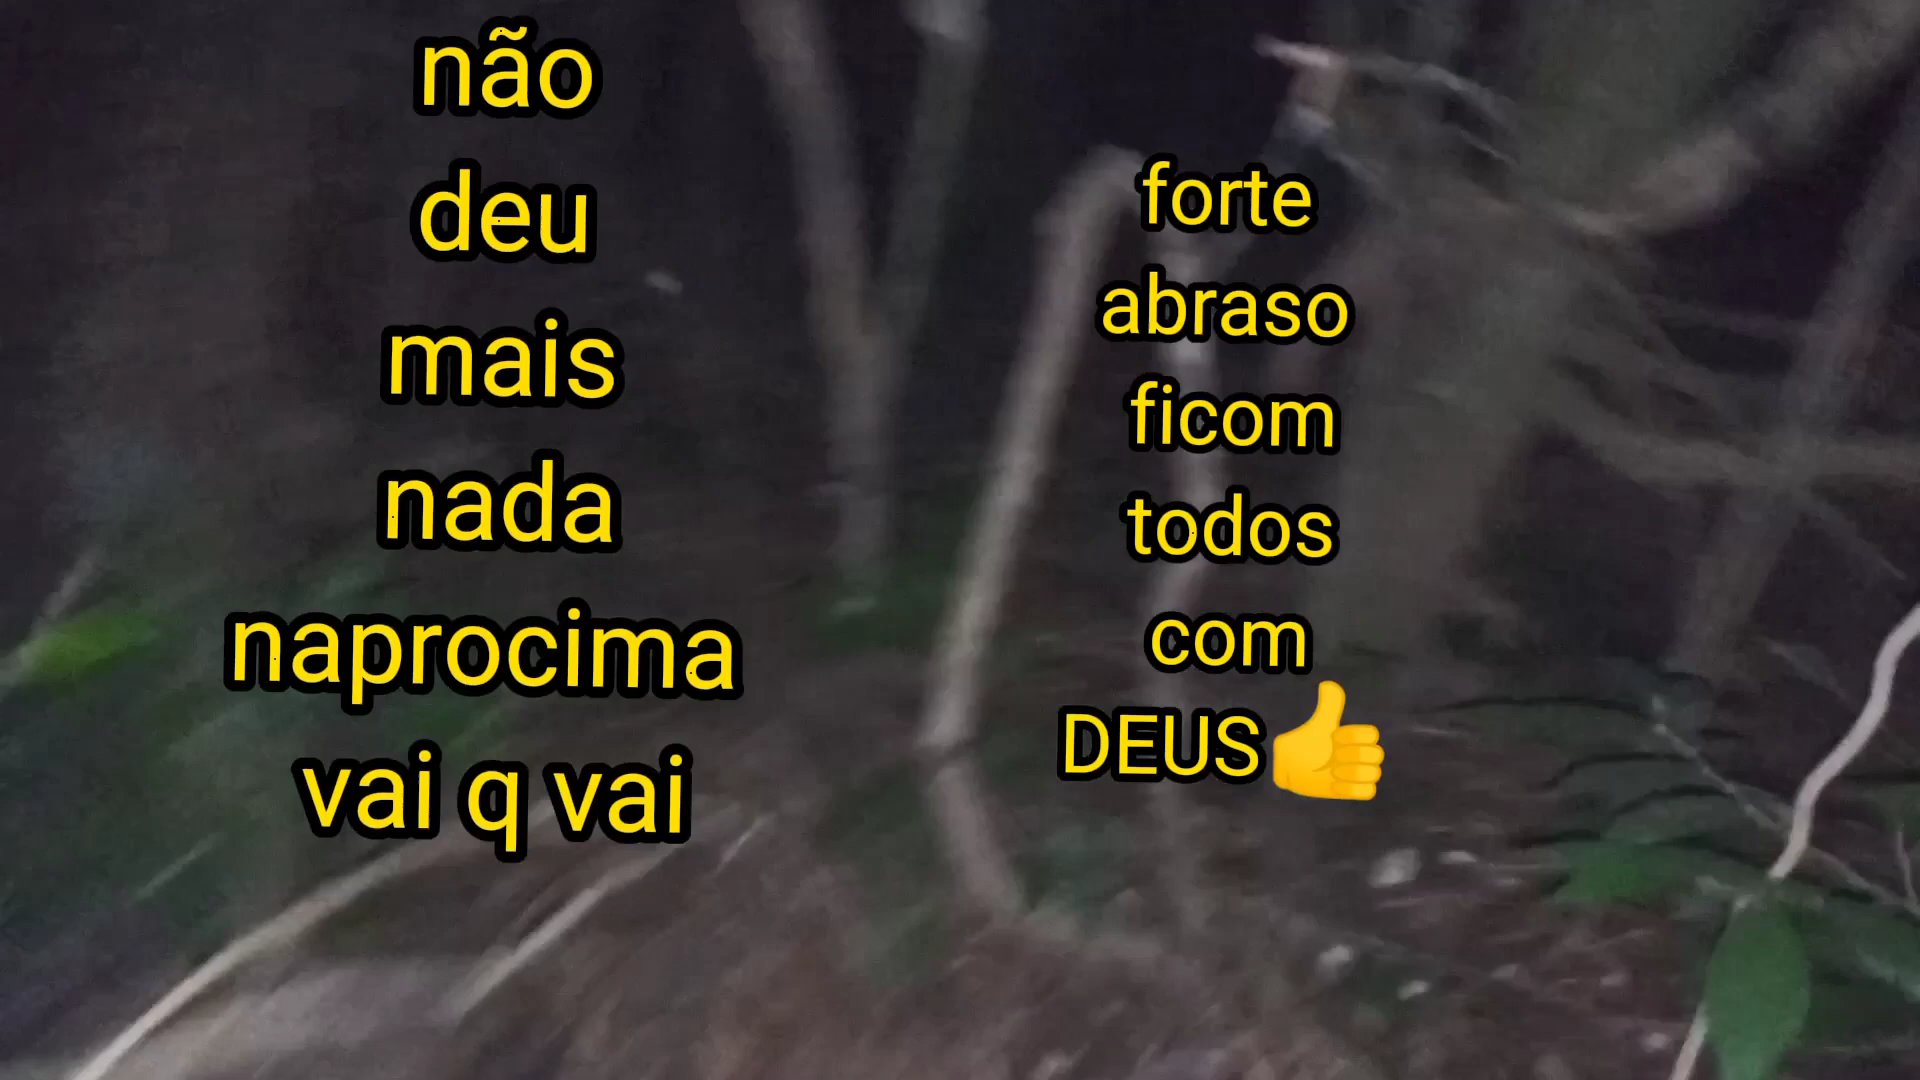 não
deu
mais
nada
naprocima
vai q vai
forte
abraso
ficom
todos
com
DEUS👍